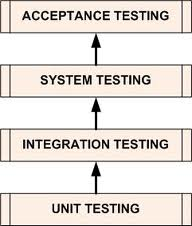 ACCEPTANCE TESTING
SYSTEM TESTING
INTEGRATION TESTING
UNIT TESTING